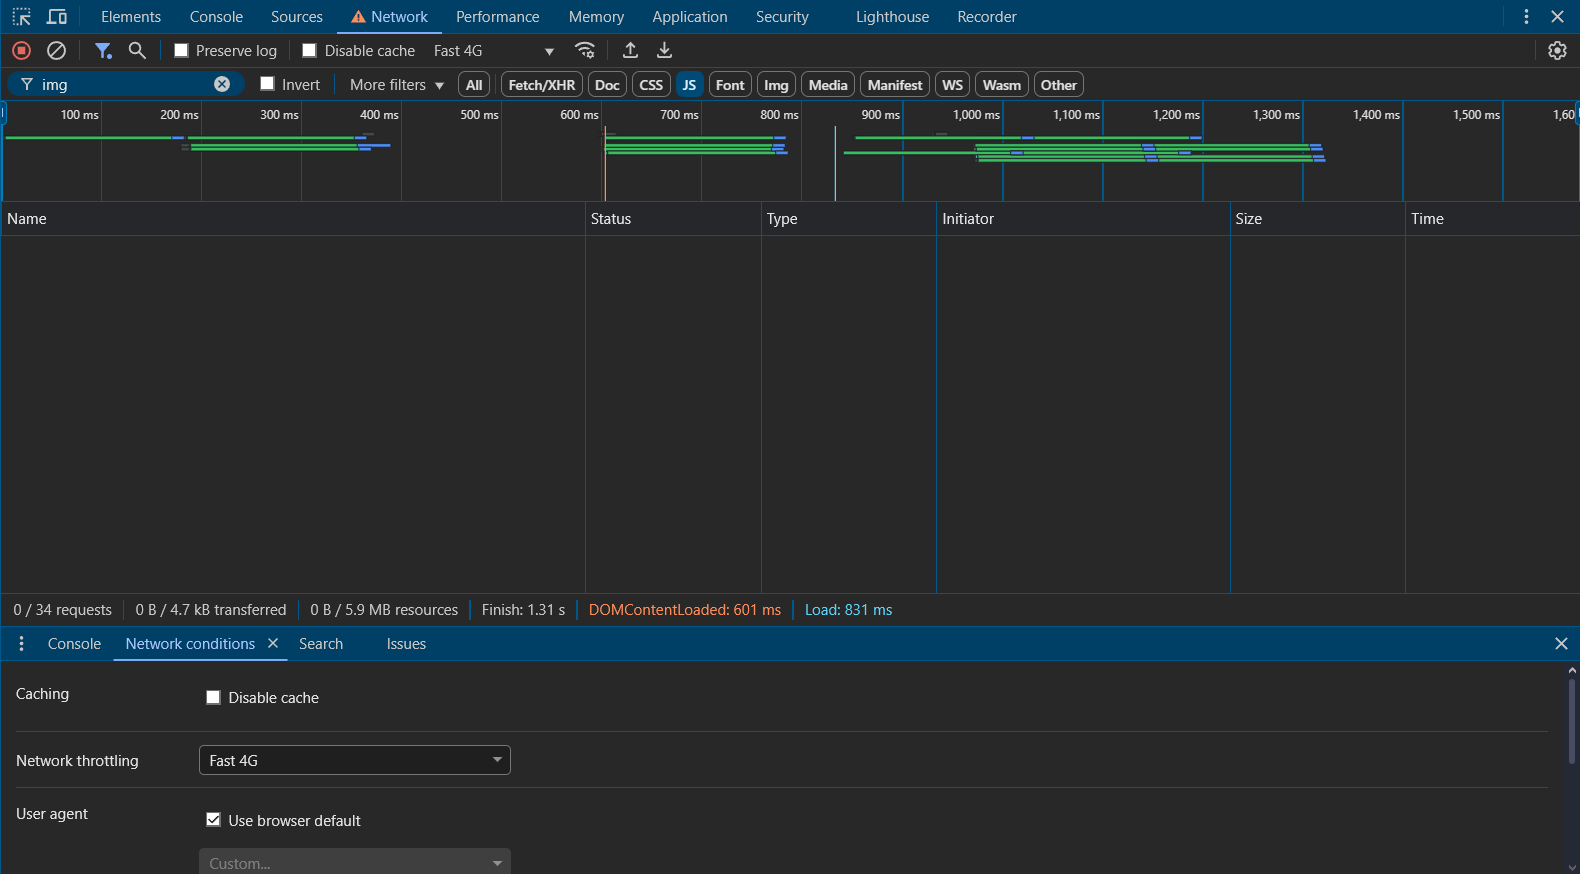 Elements Console Sources Network Performance Memory Application Security Lighthouse Recorder
Preserve log Disable cache Fast 4G
img Invert More filters All Fetch/XHR Doc CSS JS Font Img Media Manifest WS Wasm Other
100 ms 200 ms 300 ms 400 ms 500 ms 600 ms 700 ms 800 ms 900 ms 1,000 ms 1,100 ms 1,200 ms 1,300 ms 1,400 ms 1,500 ms 1,60
Name Status Type Initiator Size Time
0 / 34 requests 0 B / 4.7 kB transferred 0 B / 5.9 MB resources Finish: 1.31 s DOMContentLoaded: 601 ms Load: 831 ms
Console Network conditions Search Issues
Caching Disable cache
Network throttling Fast 4G
User agent Use browser default
Custom...